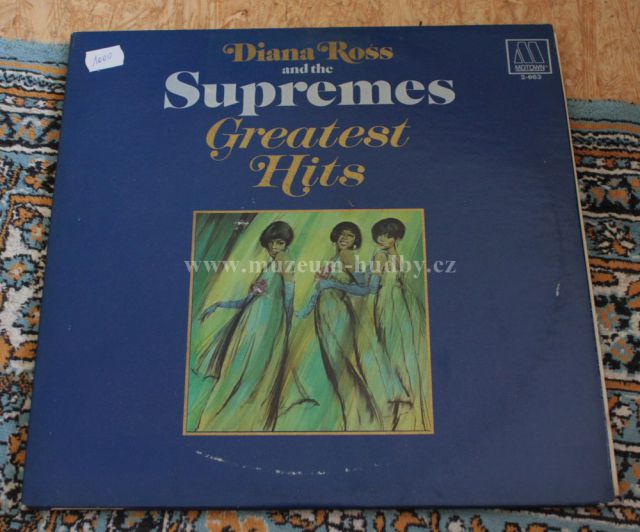 1000
Diana Ross
and the
Supremes
Greatest
Hits
MOTOWN®
2-663
www.muzeum-hudby.cz